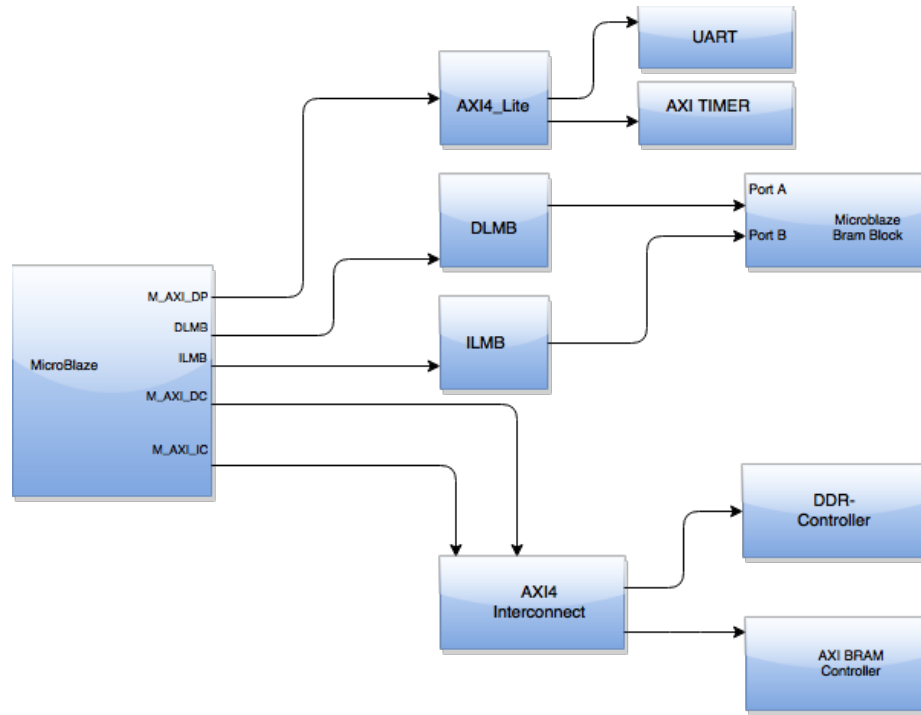 UART
AXI4_Lite
AXI TIMER
Port A
DLMB
Microblaze
Bram Block
Port B
M_AXI_DP
DLMB
ILMB
ILMB
MicroBlaze
M_AXI_DC
M_AXI_IC
DDR-
Controller
AXI4
Interconnect
AXI BRAM
Controller